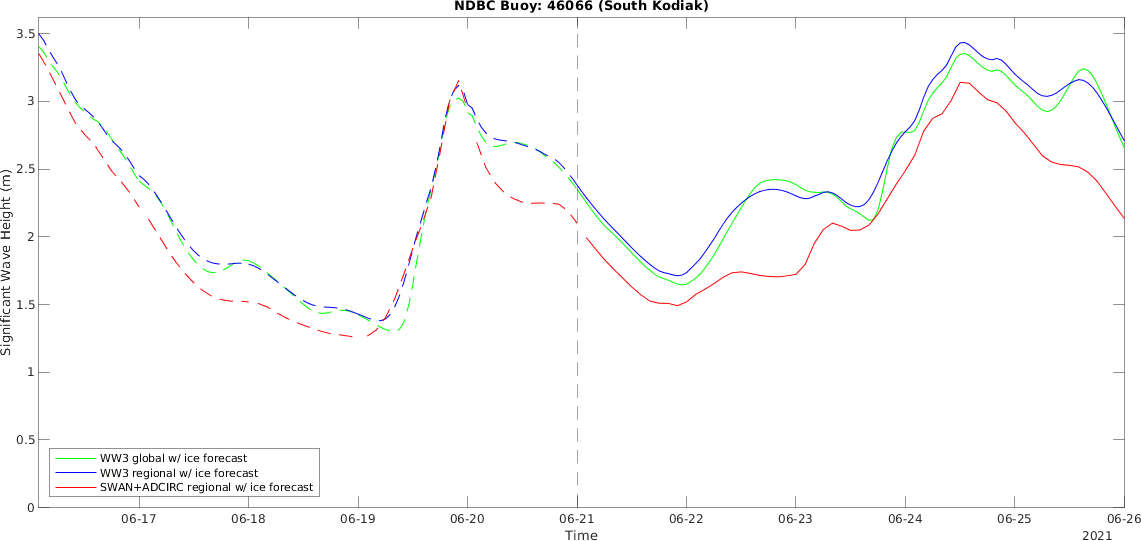 NDBC Buoy: 46066 (South Kodiak)
Significant Wave Height (m)
3.5
3
2.5
2
1.5
1
0.5
0
WW3 global w/ ice forecast
WW3 regional w/ ice forecast
SWAN+ADCIRC regional w/ ice forecast
06-17 06-18 06-19 06-20 06-21 06-22 06-23 06-24 06-25 06-26
Time
2021